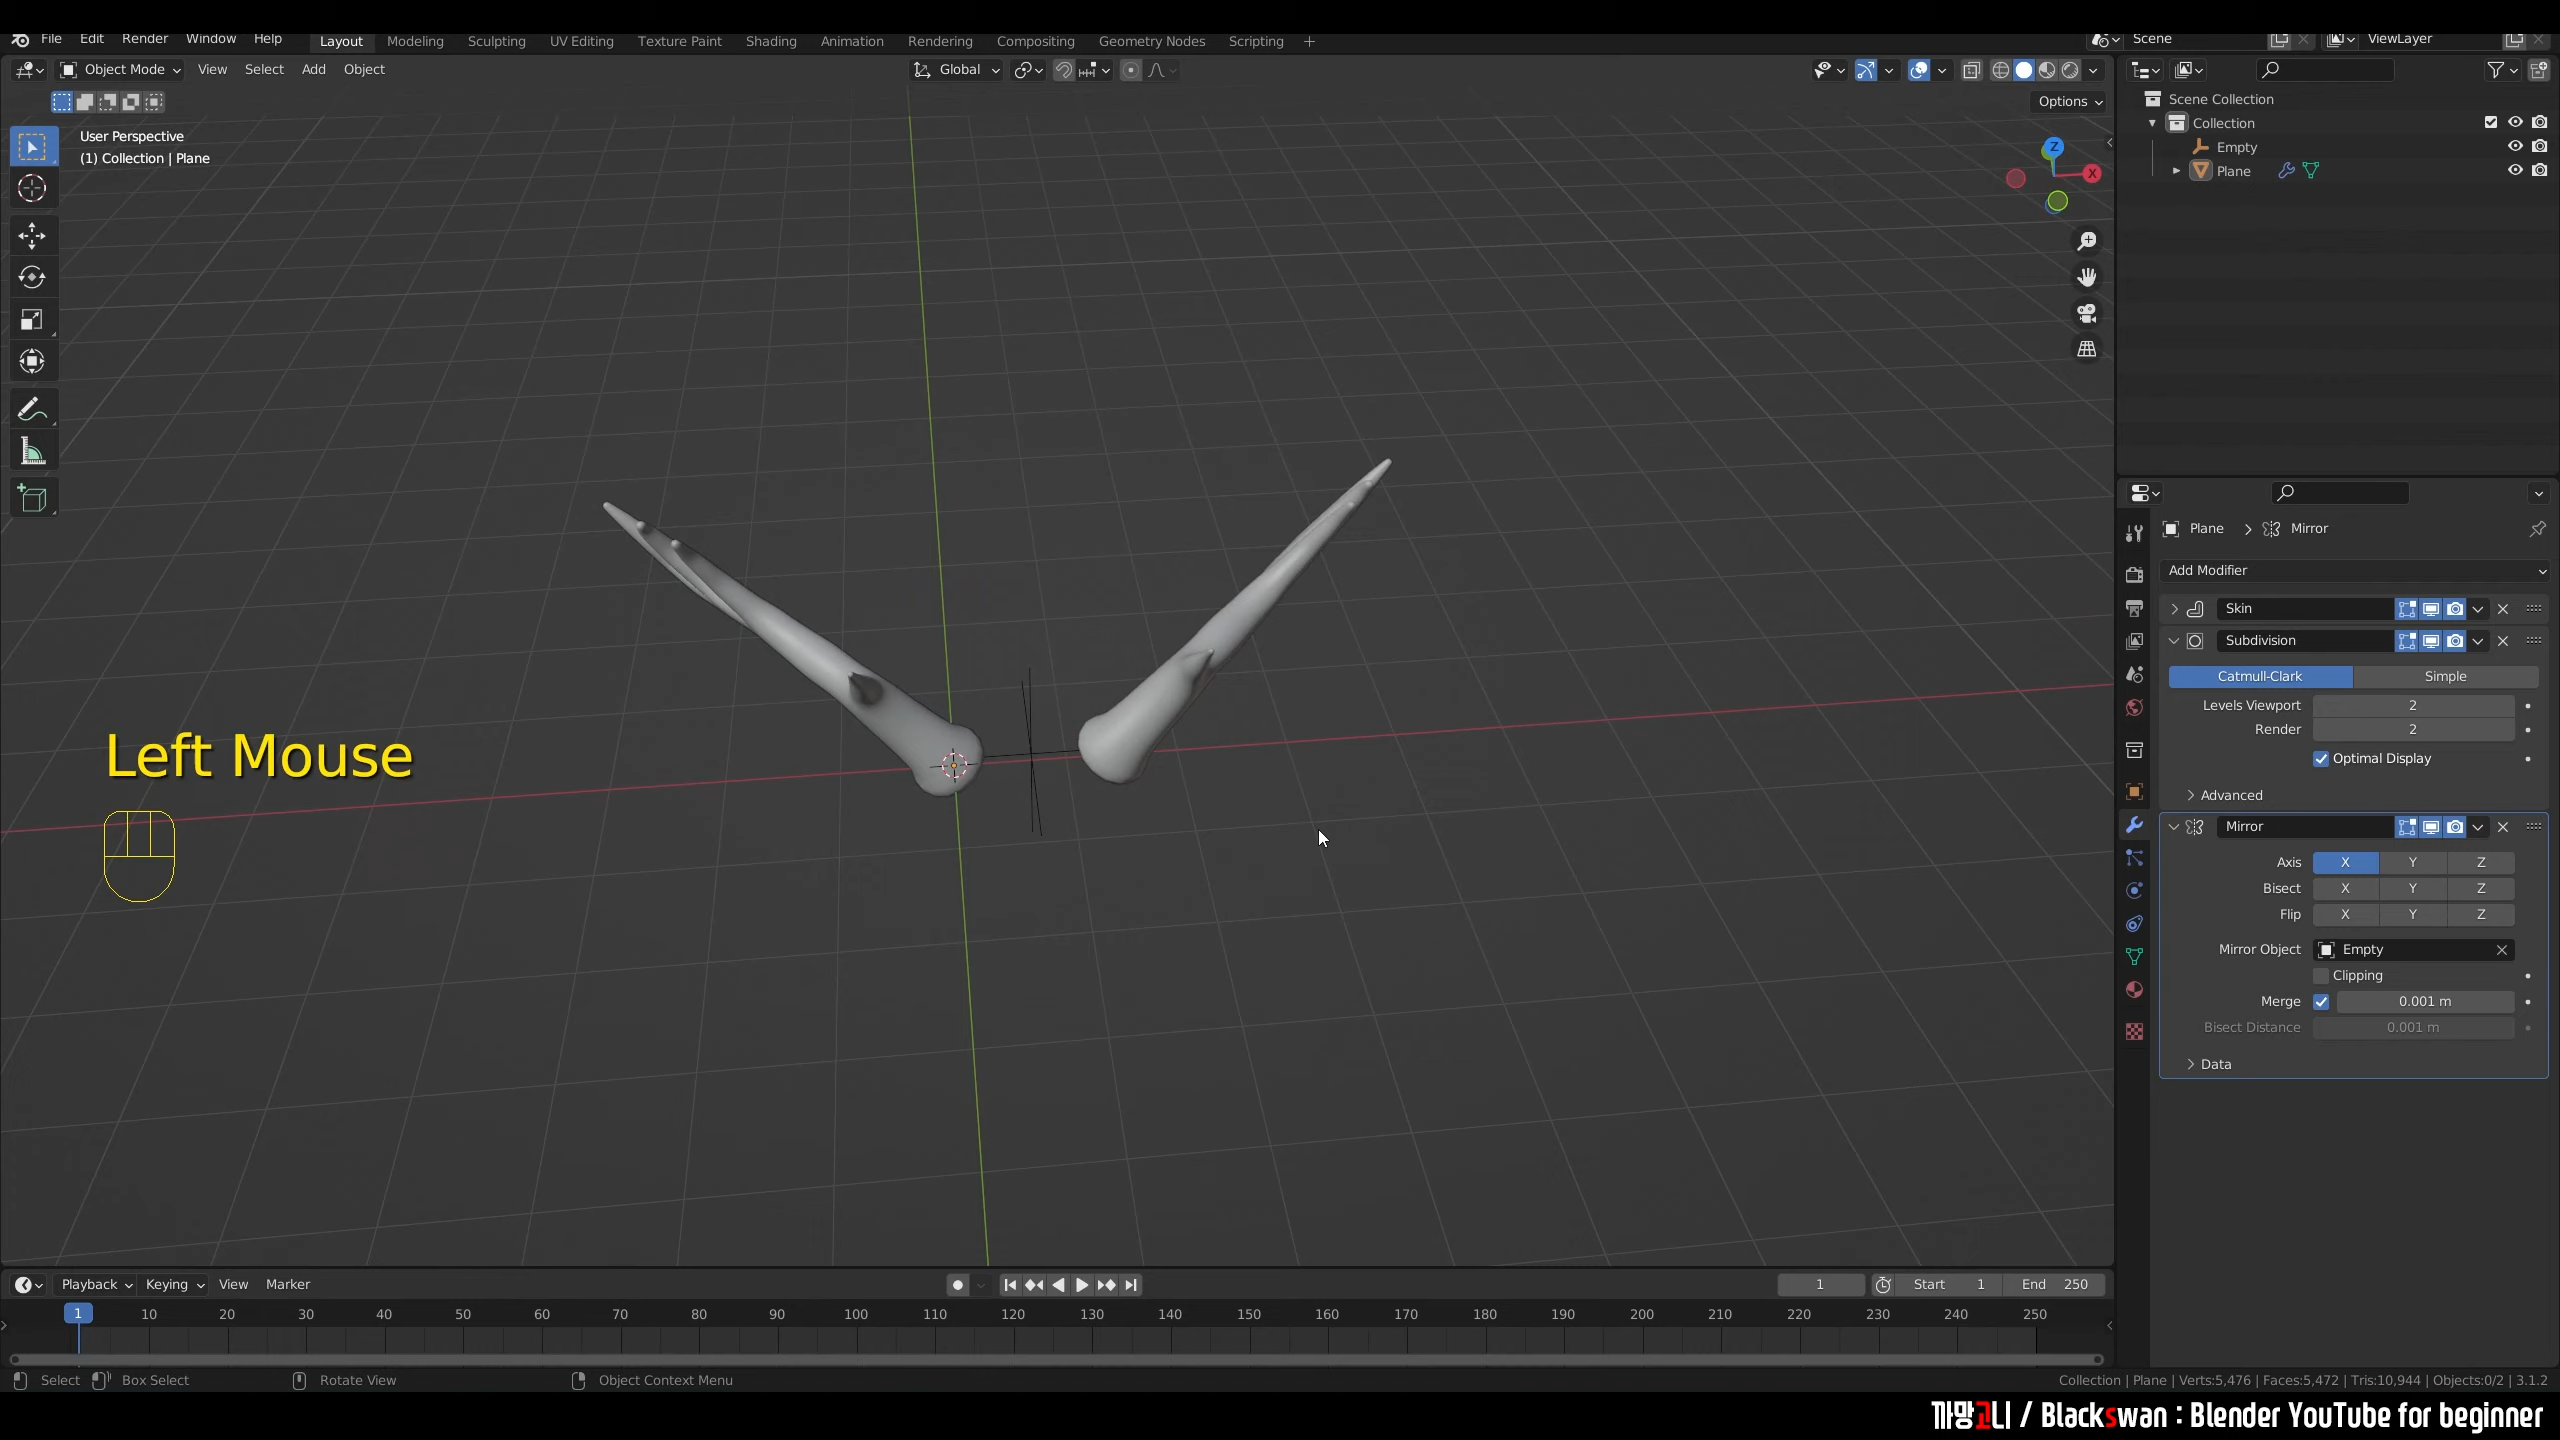 File Edit Render Window Help Layout Modeling Sculpting UV Editing Texture Paint Shading Animation Rendering Compositing Geometry Nodes Scripting + Scene ViewLayer
Object Mode View Select Add Object Global
Options
User Perspective
(1) Collection | Plane
Z
X
Scene Collection
Collection
Empty
Plane
Plane > Mirror
Add Modifier
Skin
Subdivision
Catmull-Clark Simple
Levels Viewport 2
Render 2
Optimal Display
Advanced
Mirror
Axis X Y Z
Bisect X Y Z
Flip X Y Z
Mirror Object Empty
Clipping
Merge 0.001 m
Bisect Distance 0.001 m
Data
Left Mouse
Playback Keying View Marker 1 Start 1 End 250
1 10 20 30 40 50 60 70 80 90 100 110 120 130 140 150 160 170 180 190 200 210 220 230 240 250
Select Box Select Rotate View Object Context Menu Collection | Plane | Verts:5,476 | Faces:5,472 | Tris:10,944 | Objects:0/2 | 3.1.2
까망고니 / Blackswan : Blender YouTube for beginner